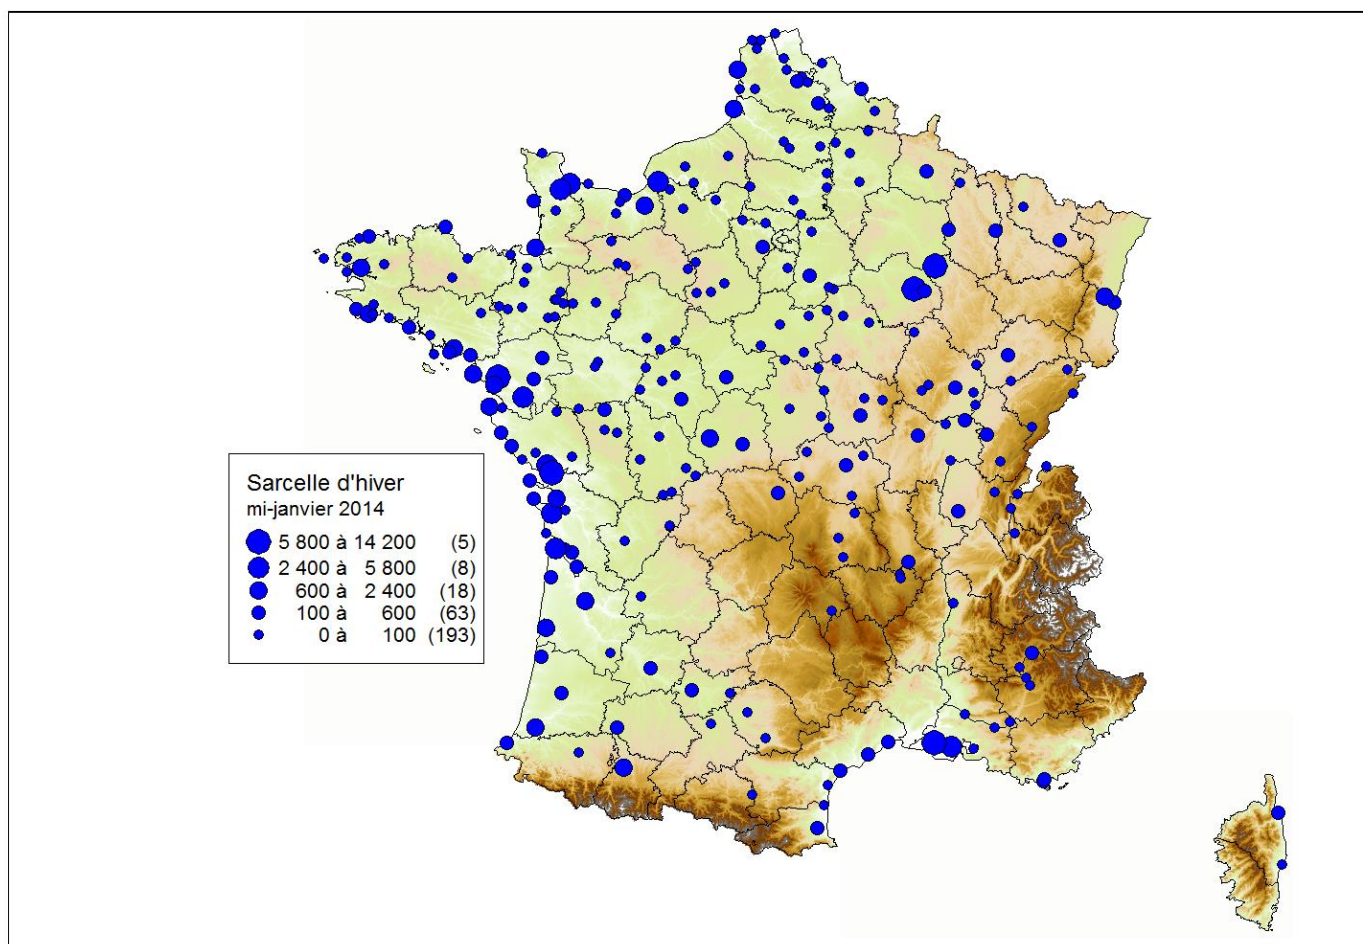 Sarcelle d'hiver
mi-janvier 2014
5 800 à 14 200 (5)
2 400 à 5 800 (8)
600 à 2 400 (18)
100 à 600 (63)
0 à 100 (193)